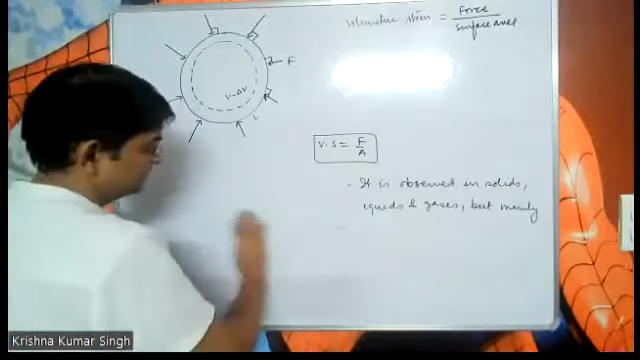 volumetric stress = Force / surface area
F
V-ΔV
V.S = F/A
- It is observed in solids,
liquids & gases, but mainly
Krishna Kumar Singh